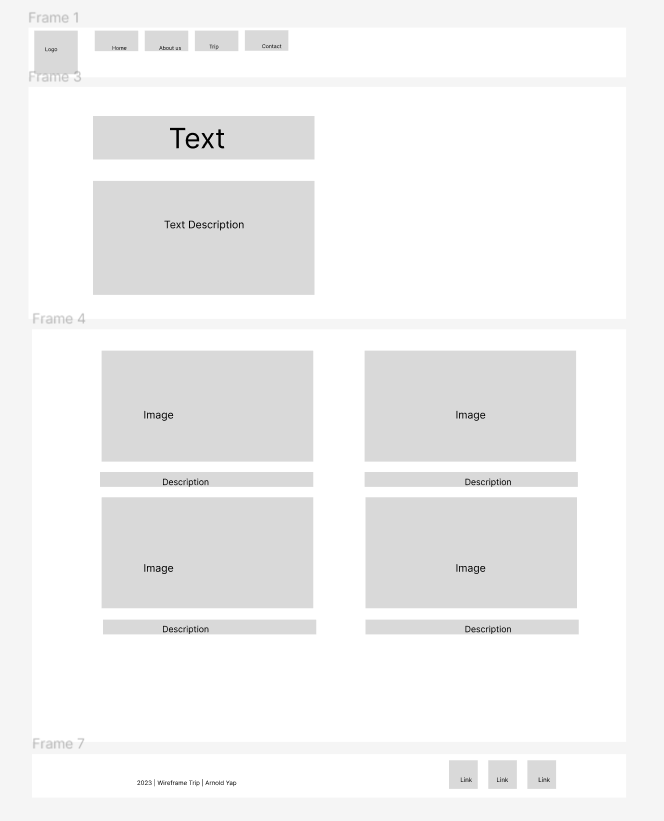 Frame 1
Logo
Home
About us
Trip
Contact
Frame 3
Text
Text Description
Frame 4
Image
Image
Description
Description
Image
Image
Description
Description
Frame 7
2023 | Wireframe Trip | Arnold Yap
Link
Link
Link